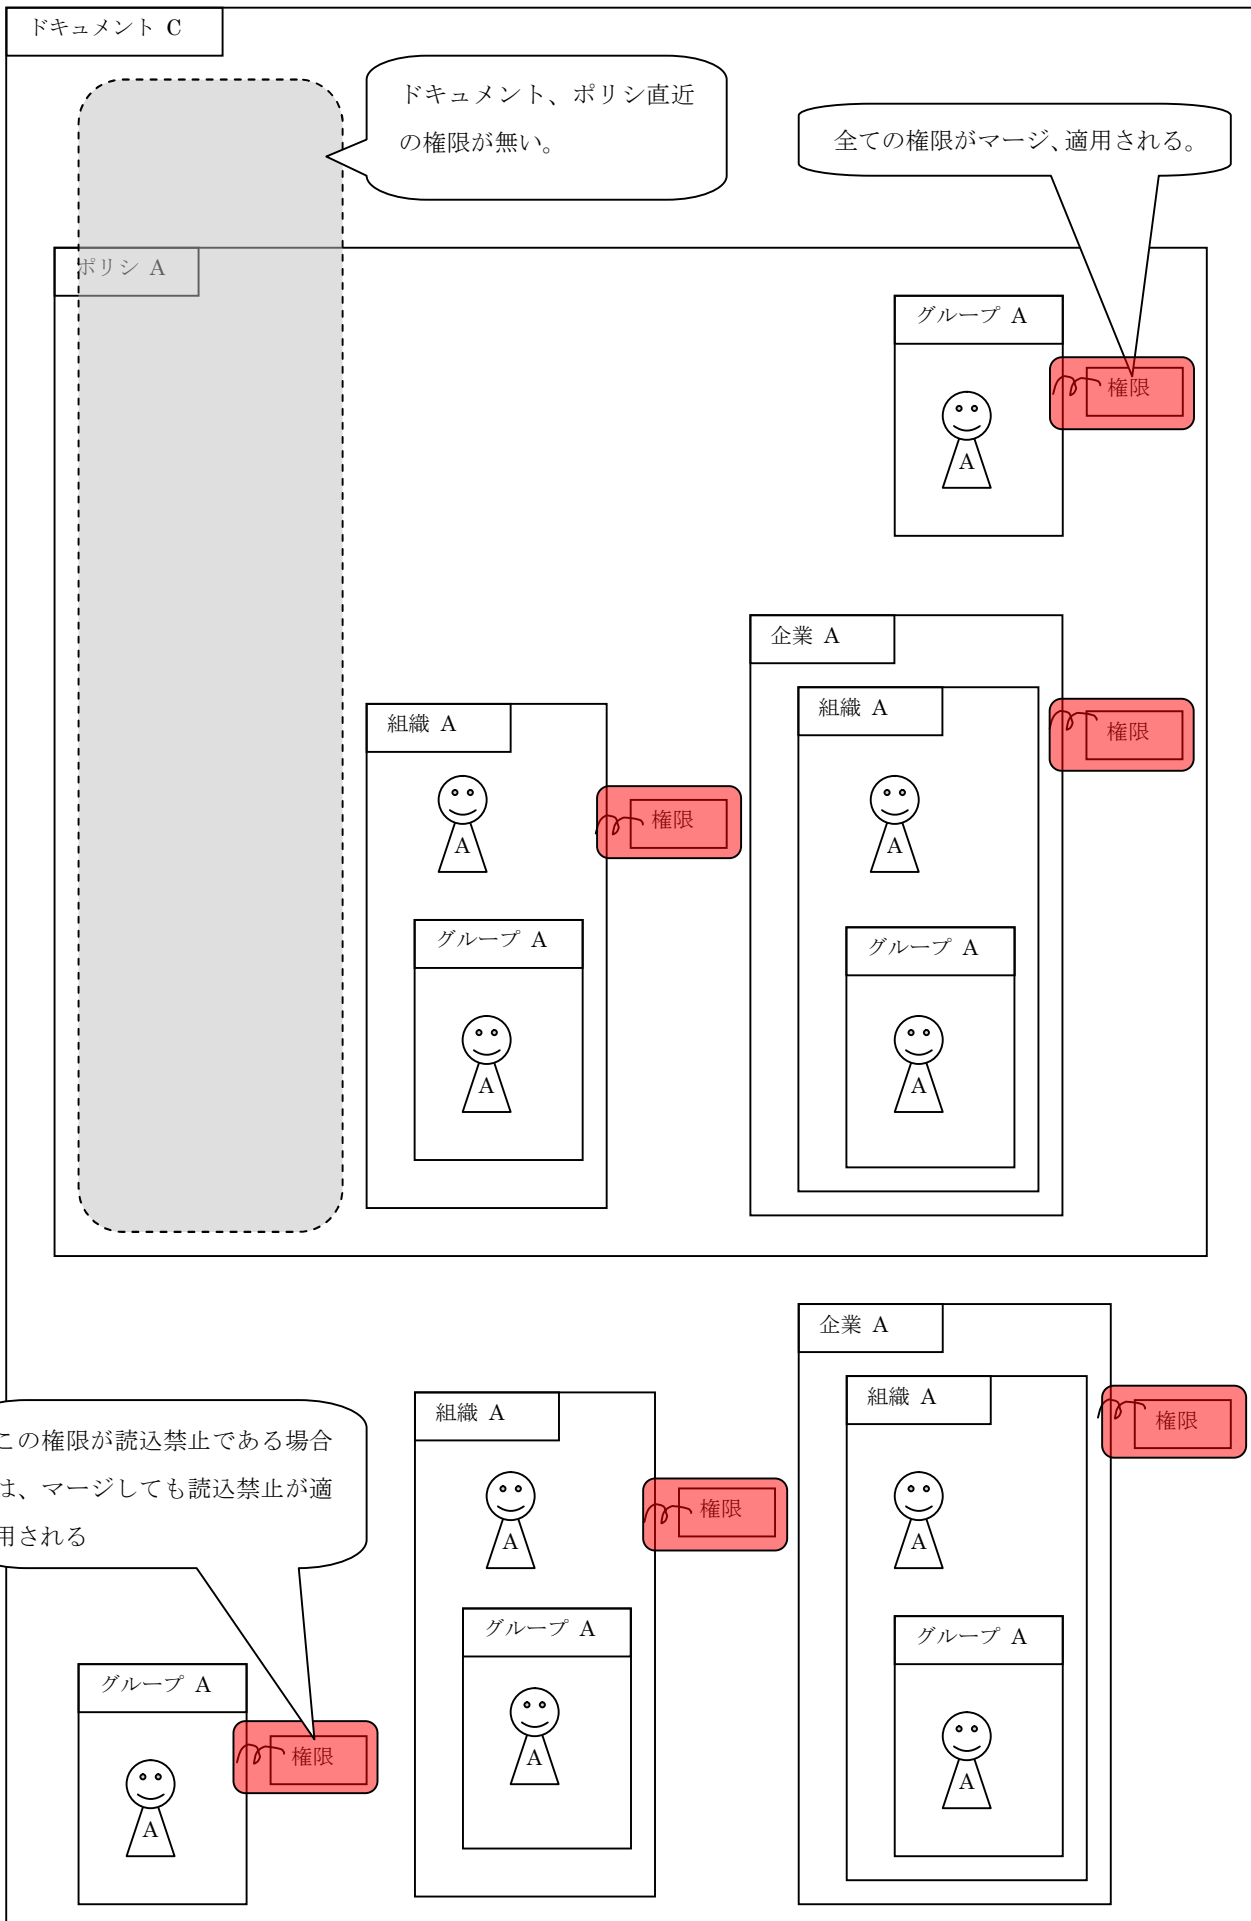 ドキュメント C
ドキュメント、ポリシ直近
の権限が無い。
全ての権限がマージ、適用される。
ポリシ A
グループ A
権限
A
企業 A
組織 A
権限
組織 A
A
権限
A
グループ A
A
グループ A
A
企業 A
組織 A
権限
組織 A
この権限が読込禁止である場合
は、マージしても読込禁止が適
用される
A
権限
A
グループ A
A
グループ A
A
グループ A
権限
A